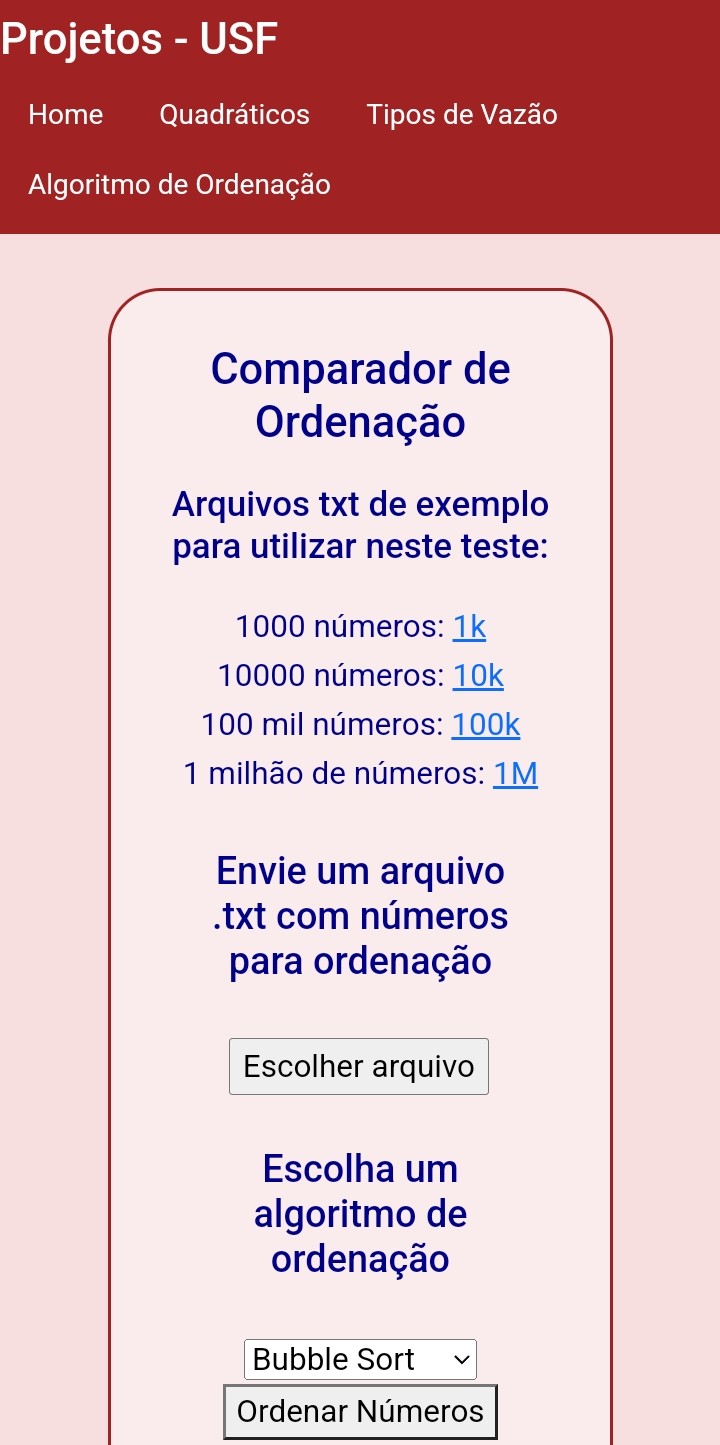 Projetos - USF
Home Quadráticos Tipos de Vazão
Algoritmo de Ordenação
Comparador de
Ordenação
Arquivos txt de exemplo
para utilizar neste teste:
1000 números: 1k
10000 números: 10k
100 mil números: 100k
1 milhão de números: 1M
Envie um arquivo
.txt com números
para ordenação
Escolher arquivo
Escolha um
algoritmo de
ordenação
Bubble Sort
Ordenar Números